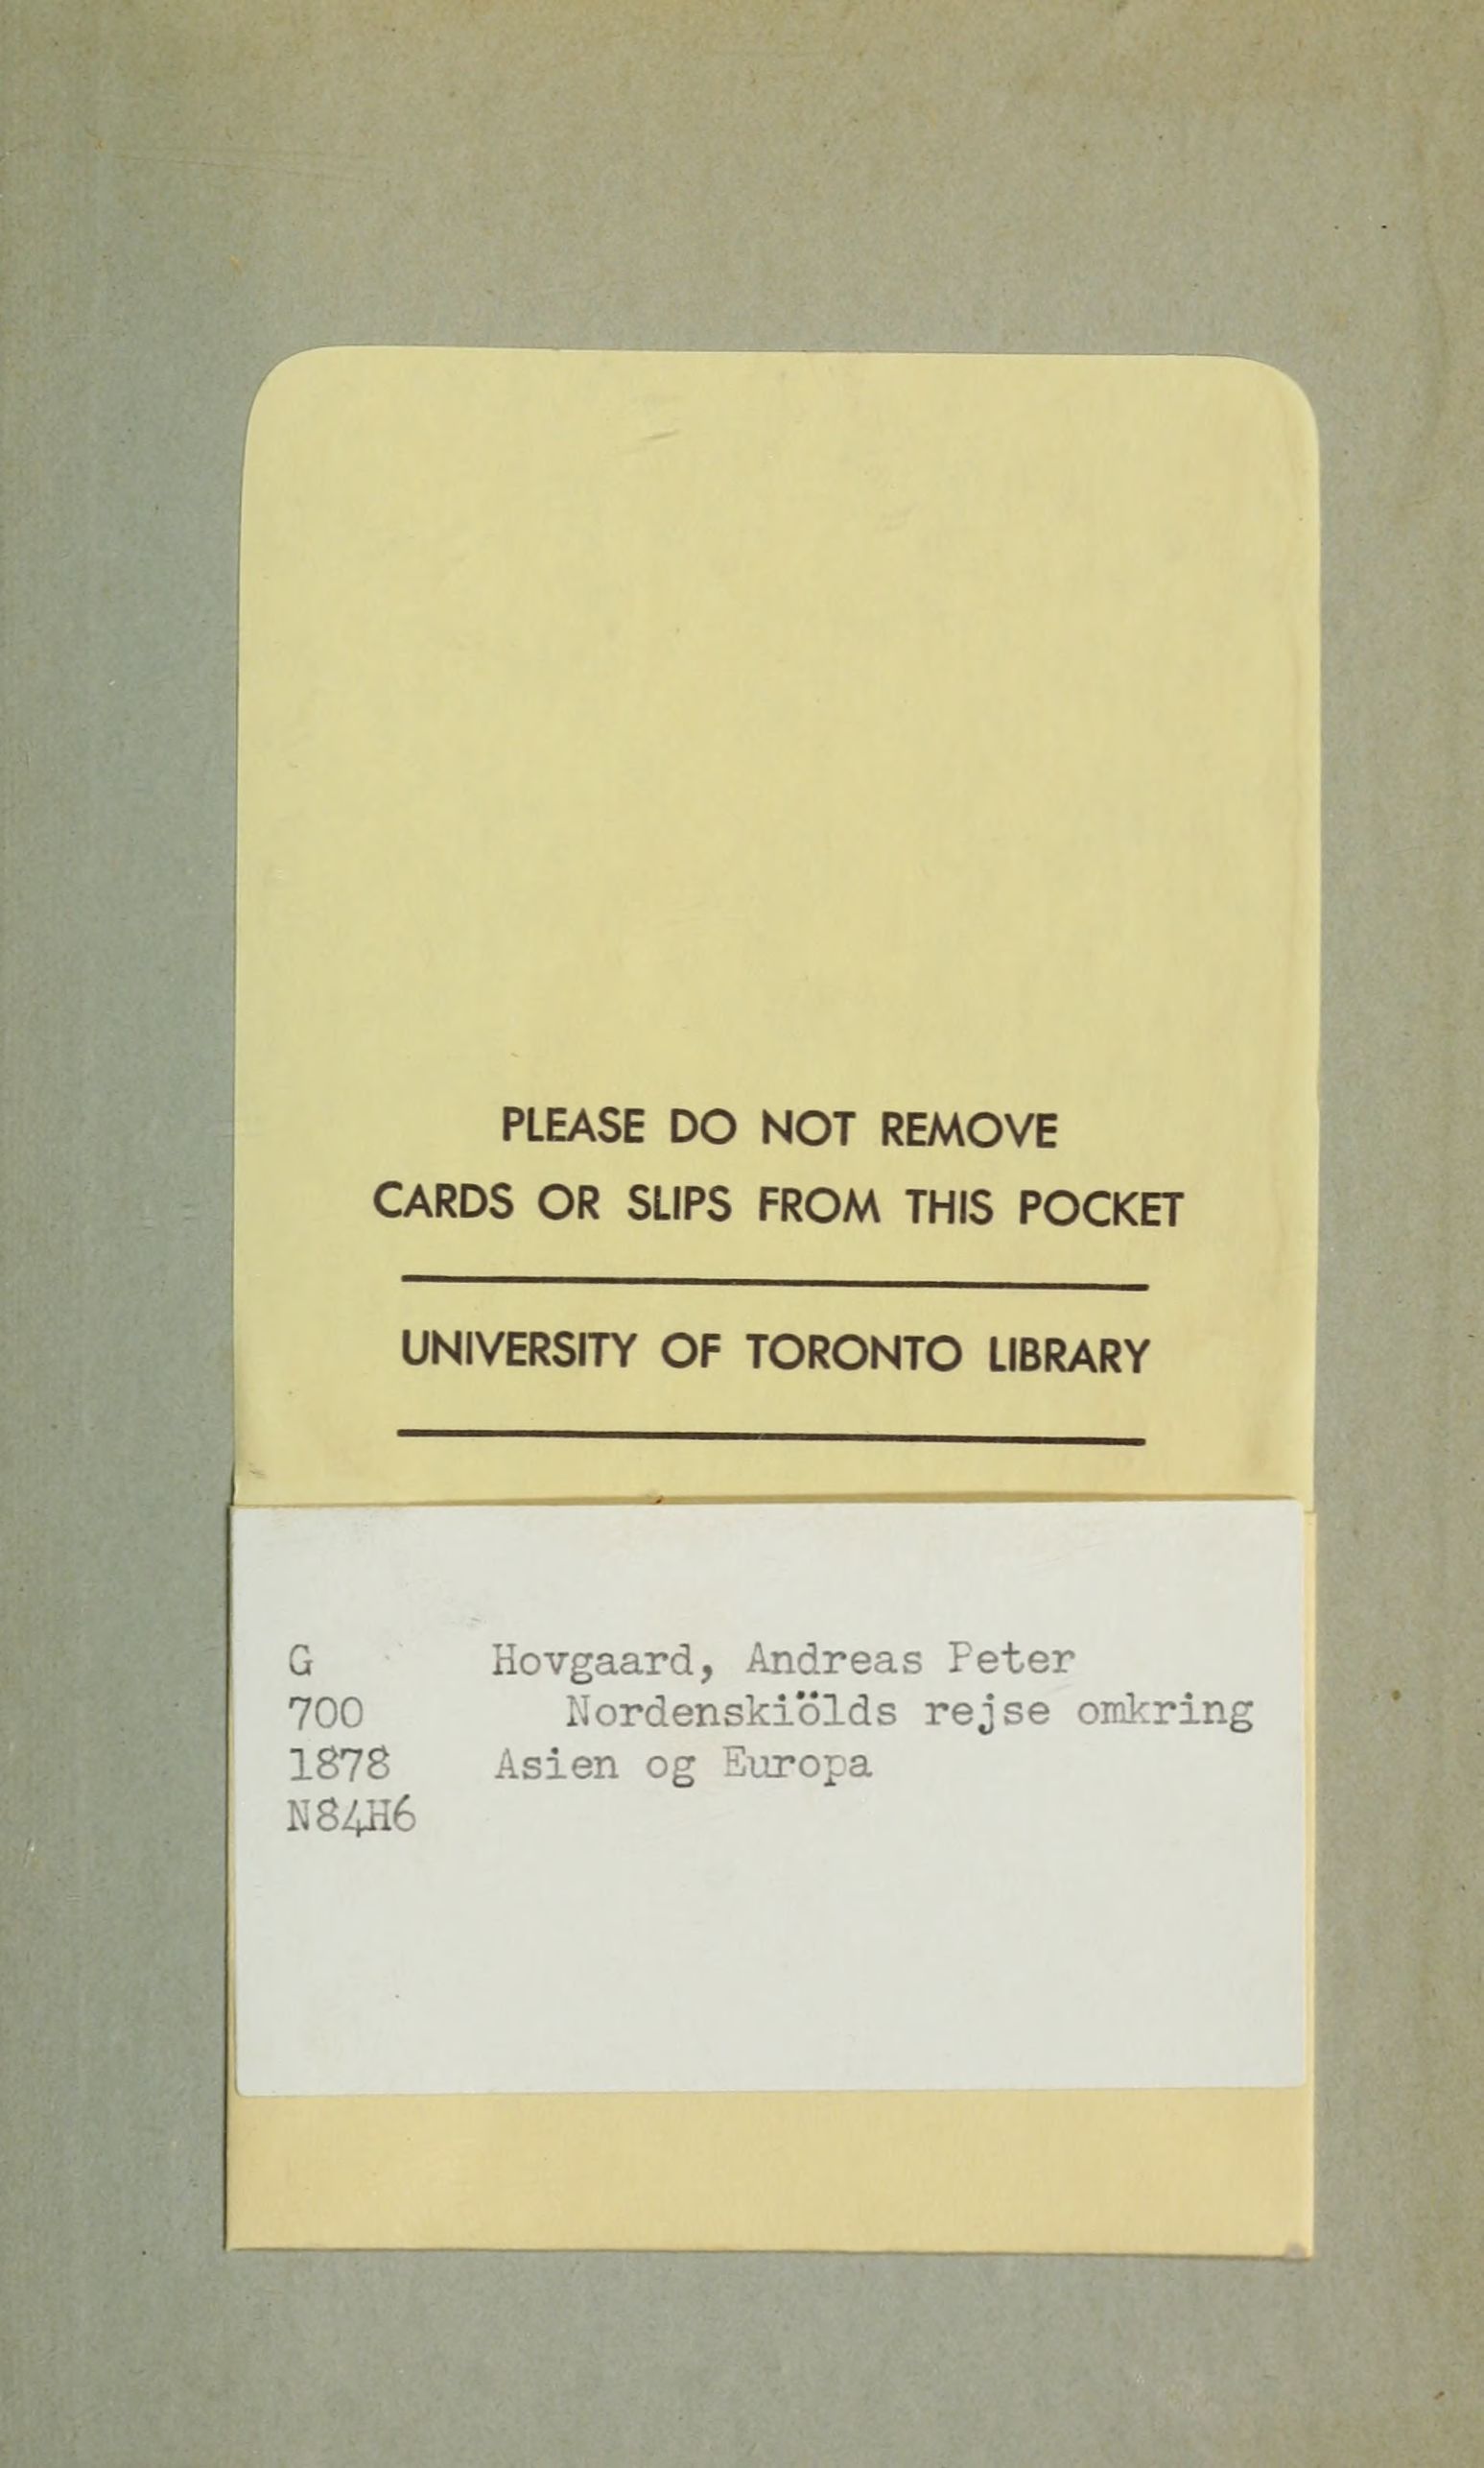 PLEASE DO NOT REMOVE
CARDS OR SLIPS FROM THIS POCKET
UNIVERSITY OF TORONTO LIBRARY
G Hovgaard, Andreas Peter
700 Nordenskiölds rejse omkring
1878 Asien og Europa
N84H6